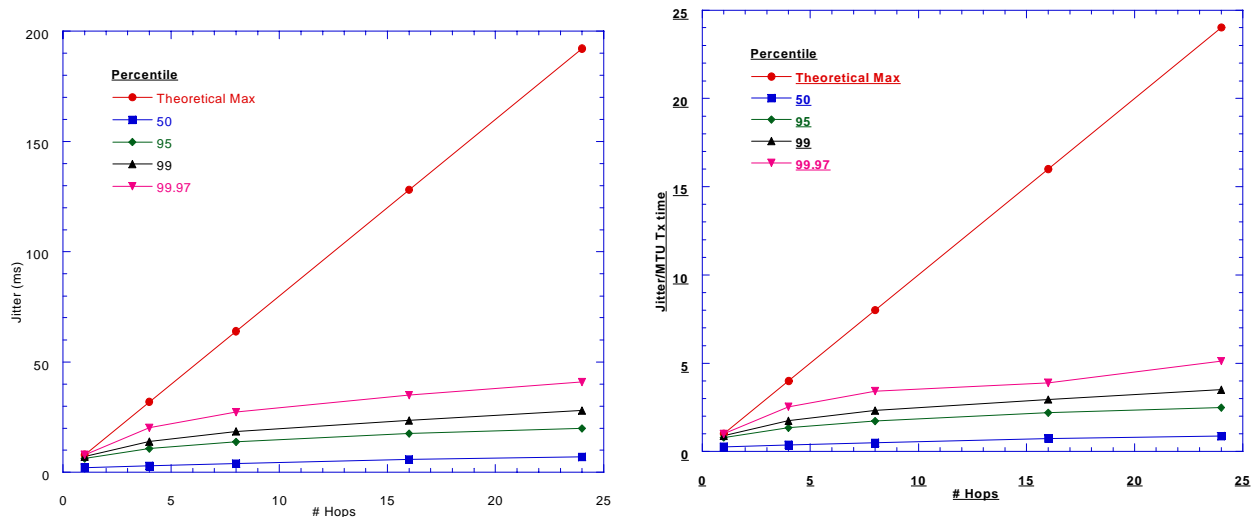 200
150
100
50
0
Jitter (ms)
Percentile
Theoretical Max
50
95
99
99.97
0 5 10 15 20 25
# Hops
25
20
15
10
5
0
Jitter/MTU Tx time
Percentile
Theoretical Max
50
95
99
99.97
0 5 10 15 20 25
# Hops